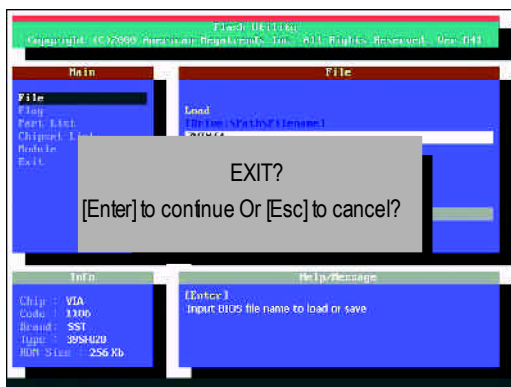 Flash Utility
Copyright (C)2000 American Megatrends Inc. All Rights Reserved. Ver.
Main
File
File
Flag
Part List
Chipset List
Module
Exit
Load
[Drive:\Path\Filename]
EXIT?
[Enter] to continue Or [Esc] to cancel?
Info
Help/Message
Chip : VIA
Code : 1106
Brand: SST
Type : 39SF020
ROM Size : 256 Kb
[Enter]
Input BIOS file name to load or save